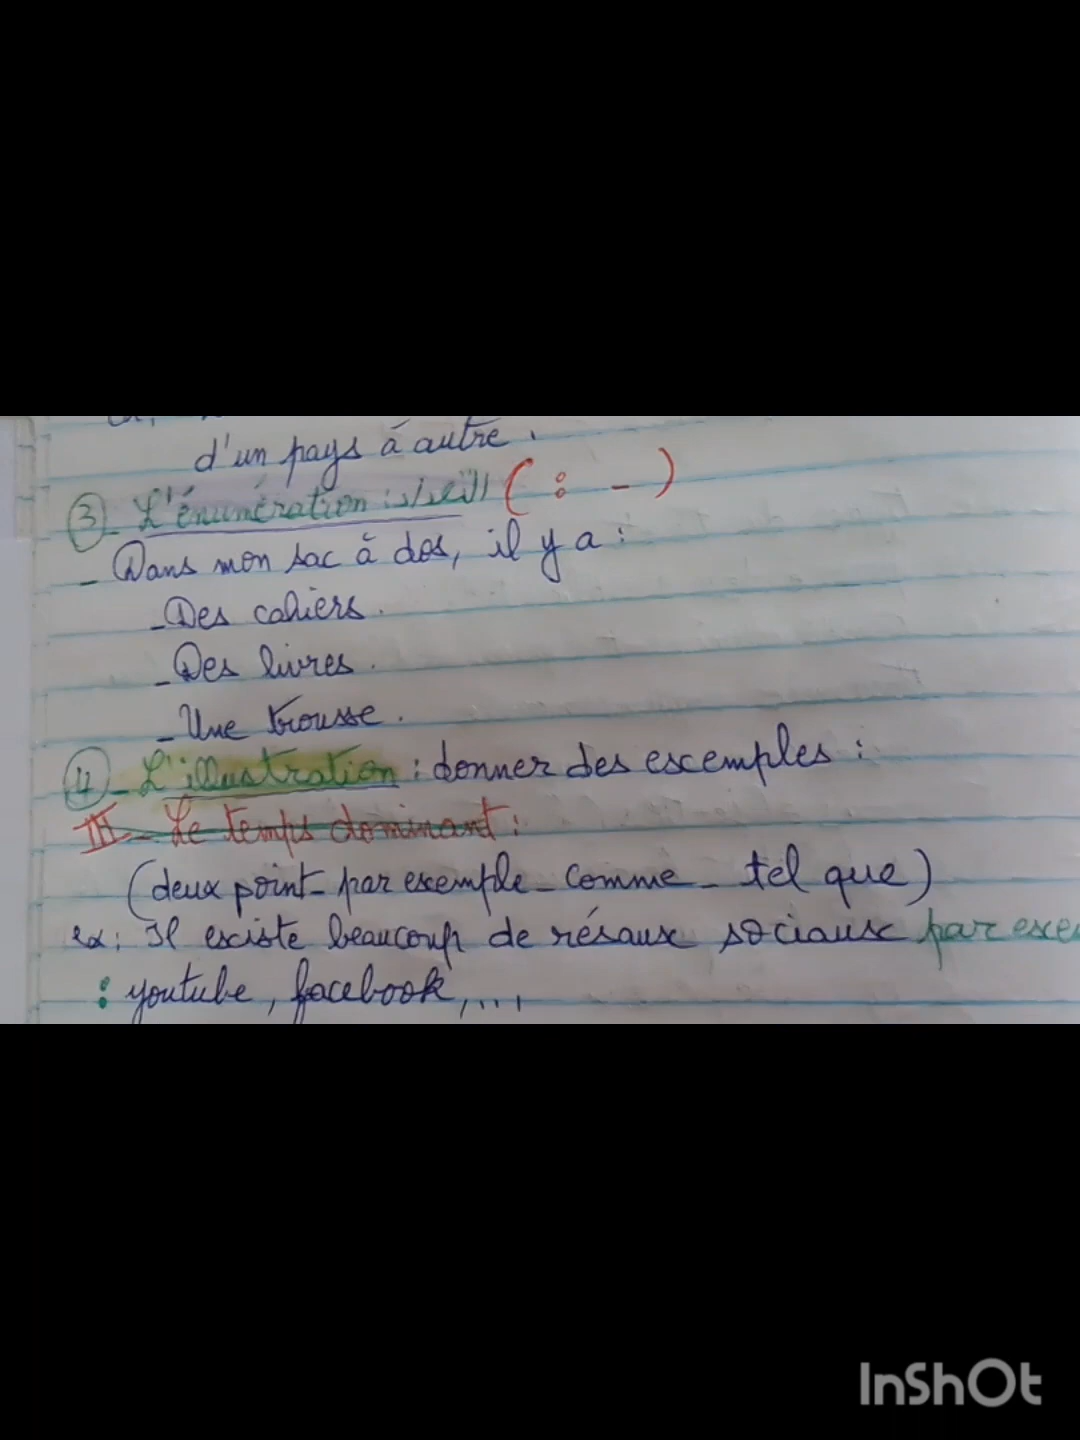 d'un pays à autre.
③ - L'énumération : التعداد ( : - )
- Dans mon sac à dos, il y a :
- Des cahiers.
- Des livres.
- Une trousse.
④ - L'illustration : donner des exemples :
III - Le temps dominant :
(deux point - par exemple - comme - tel que)
ex : Il existe beaucoup de résaux sociaux par exe
: youtube, facebook, ...,
InShOt